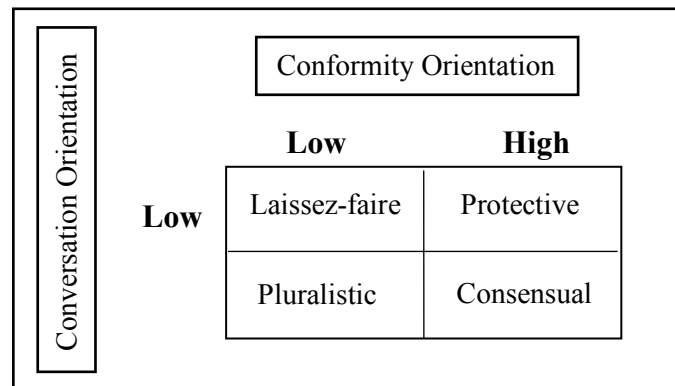 Conversation Orientation
Conformity Orientation
Low High
Low Laissez-faire Protective
Pluralistic Consensual